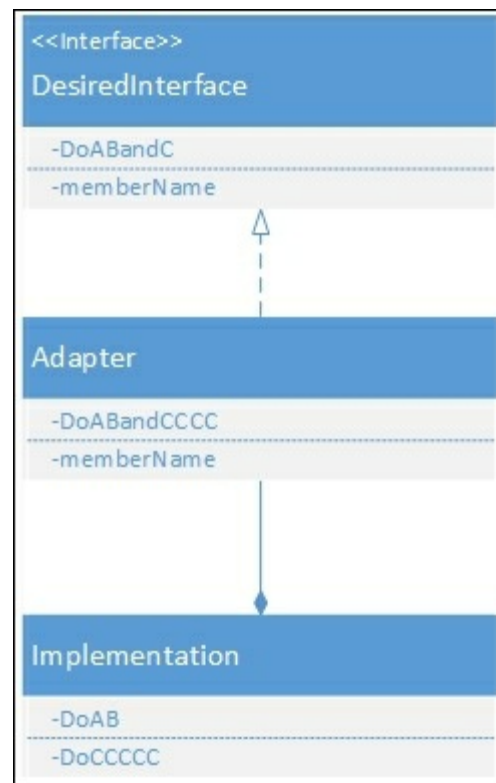 <<Interface>>
DesiredInterface
-DoABandC
-memberName
Adapter
-DoABandCCCC
-memberName
Implementation
-DoAB
-DoCCCCC